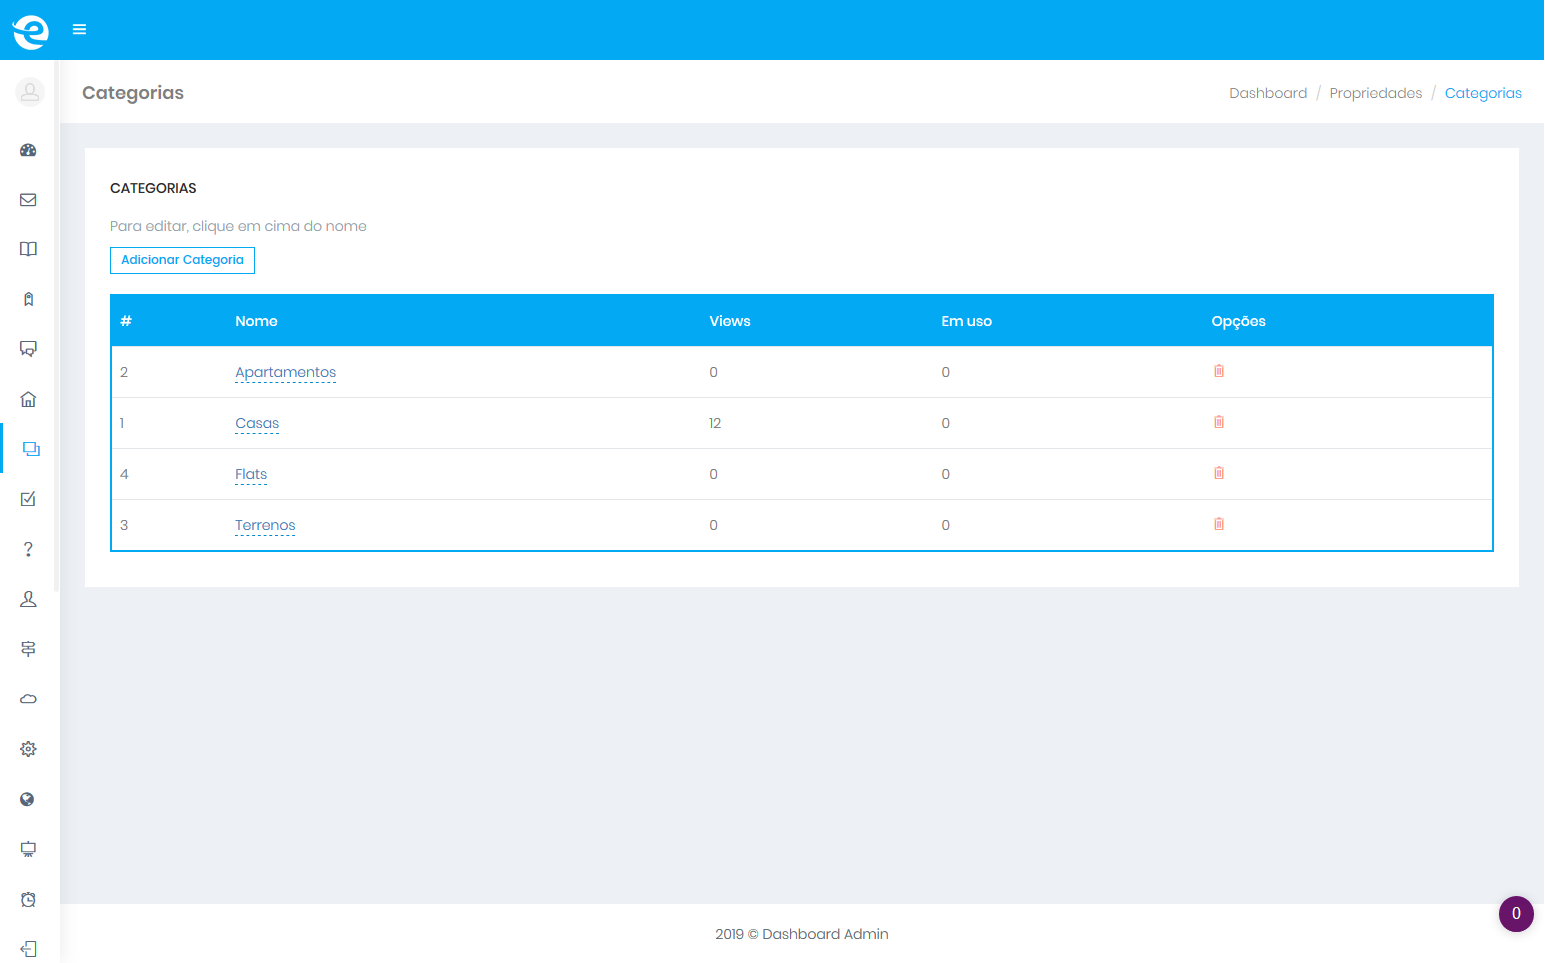 Categorias
Dashboard / Propriedades / Categorias
CATEGORIAS
Para editar, clique em cima do nome
Adicionar Categoria
# Nome Views Em uso Opções
2 Apartamentos 0 0
1 Casas 12 0
4 Flats 0 0
3 Terrenos 0 0
2019 © Dashboard Admin
0